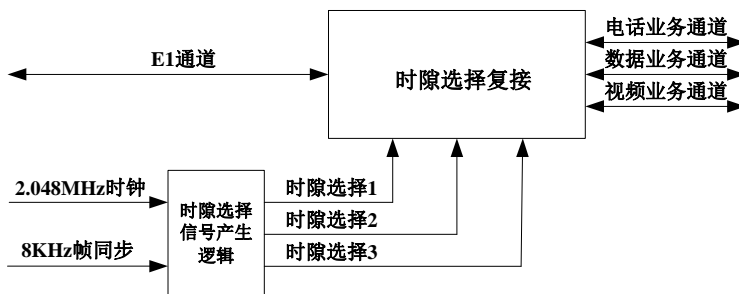 电话业务通道
E1通道
数据业务通道
时隙选择复接
视频业务通道
2.048MHz时钟
时隙选择1
时隙选择
信号产生
逻辑
时隙选择2
8KHz帧同步
时隙选择3